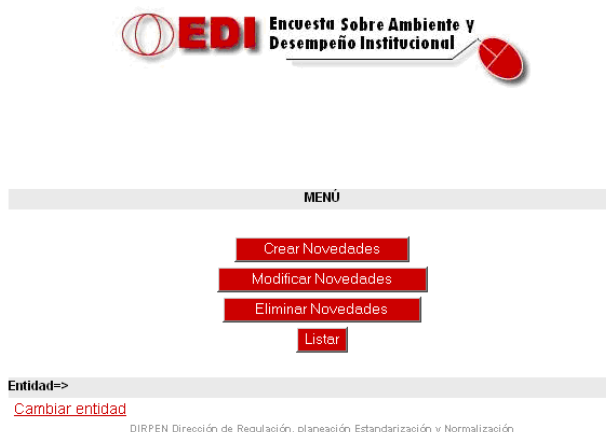 EDI Encuesta Sobre Ambiente y
Desempeño Institucional
MENÚ
Crear Novedades
Modificar Novedades
Eliminar Novedades
Listar
Entidad=>
Cambiar entidad
DIRPEN Dirección de Regulación, planeación Estandarización y Normalización